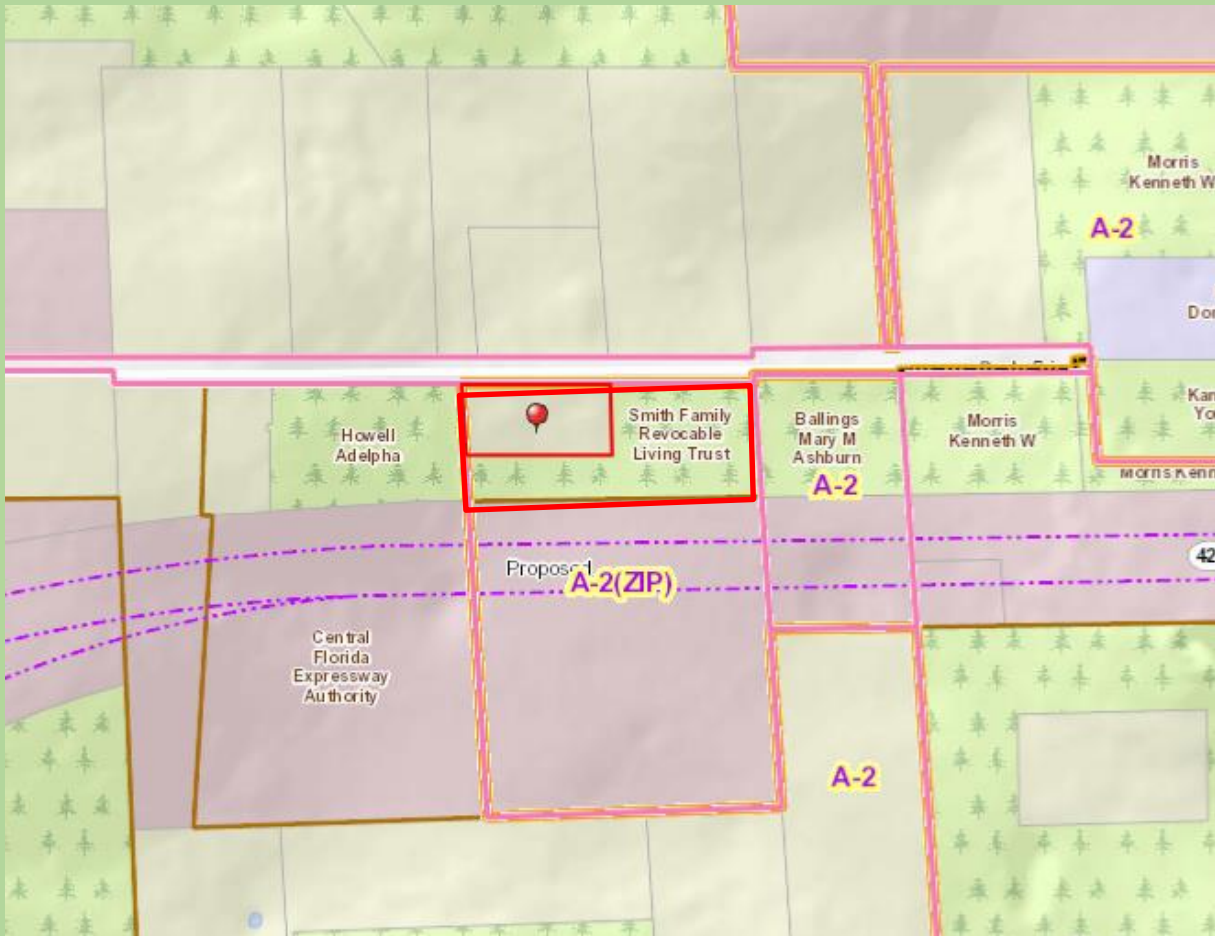 Morris
Kenneth W
A-2
Howell
Adelpha
Smith Family
Revocable
Living Trust
Ballings
Mary M
Ashburn
A-2
Morris
Kenneth W
Proposed
A-2(ZIP)
42
Central
Florida
Expressway
Authority
A-2